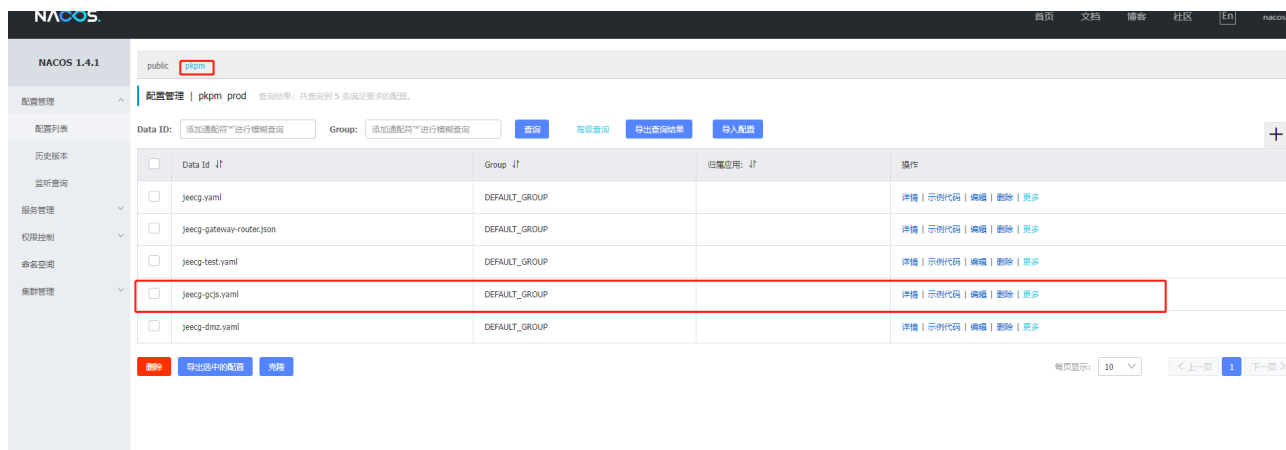 NACOS. 首页 文档 博客 社区 En nacos
NACOS 1.4.1
配置管理
配置列表
历史版本
监听查询
服务管理
权限控制
命名空间
集群管理
public pkpm
配置管理 | pkpm prod 查询结果：共查询到 5 条满足要求的配置。
Data ID: 添加通配符'*'进行模糊查询 Group: 添加通配符'*'进行模糊查询 查询 高级查询 导出查询结果 导入配置 +
Data Id Group 归属应用: 操作
jeecg.yaml DEFAULT_GROUP 详情 | 示例代码 | 编辑 | 删除 | 更多
jeecg-gateway-router.json DEFAULT_GROUP 详情 | 示例代码 | 编辑 | 删除 | 更多
jeecg-test.yaml DEFAULT_GROUP 详情 | 示例代码 | 编辑 | 删除 | 更多
jeecg-gcjs.yaml DEFAULT_GROUP 详情 | 示例代码 | 编辑 | 删除 | 更多
jeecg-dmz.yaml DEFAULT_GROUP 详情 | 示例代码 | 编辑 | 删除 | 更多
删除 导出选中的配置 克隆 每页显示: 10 < 上一页 1 下一页 >